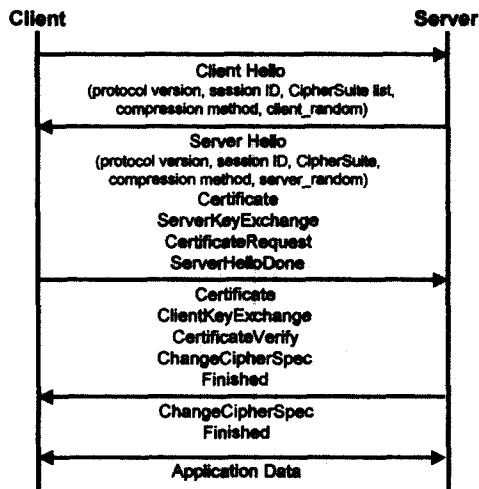 Client Server
Client Hello
(protocol version, session ID, CipherSuite list,
compression method, client_random)
Server Hello
(protocol version, session ID, CipherSuite,
compression method, server_random)
Certificate
ServerKeyExchange
CertificateRequest
ServerHelloDone
Certificate
ClientKeyExchange
CertificateVerify
ChangeCipherSpec
Finished
ChangeCipherSpec
Finished
Application Data